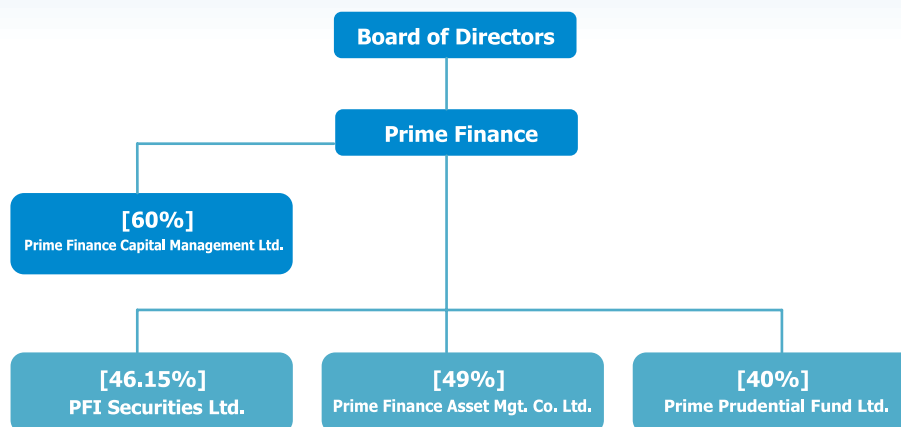 Board of Directors
Prime Finance
[60%]
Prime Finance Capital Management Ltd.
[46.15%]
PFI Securities Ltd.
[49%]
Prime Finance Asset Mgt. Co. Ltd.
[40%]
Prime Prudential Fund Ltd.